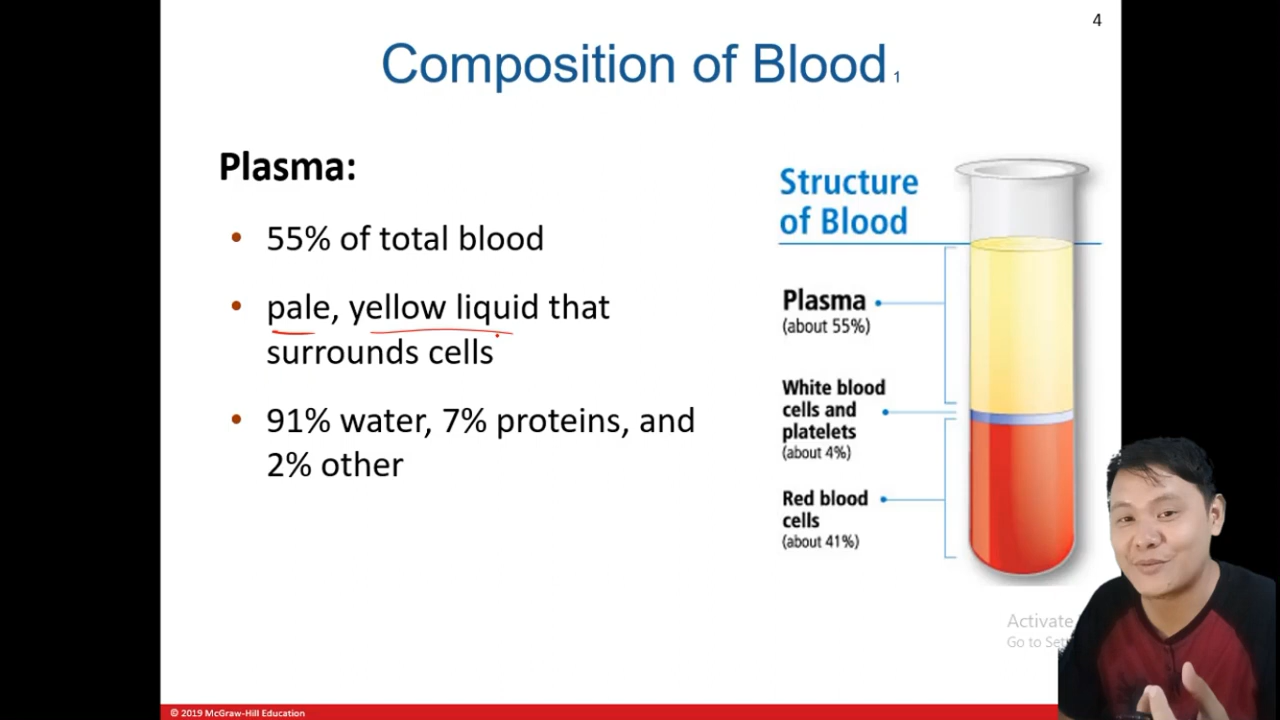 4
Composition of Blood 1
Plasma:
• 55% of total blood
• pale, yellow liquid that
surrounds cells
• 91% water, 7% proteins, and
2% other
Structure
of Blood
Plasma
(about 55%)
White blood
cells and
platelets
(about 4%)
Red blood
cells
(about 41%)
Activate
Go to
© 2019 McGraw-Hill Education